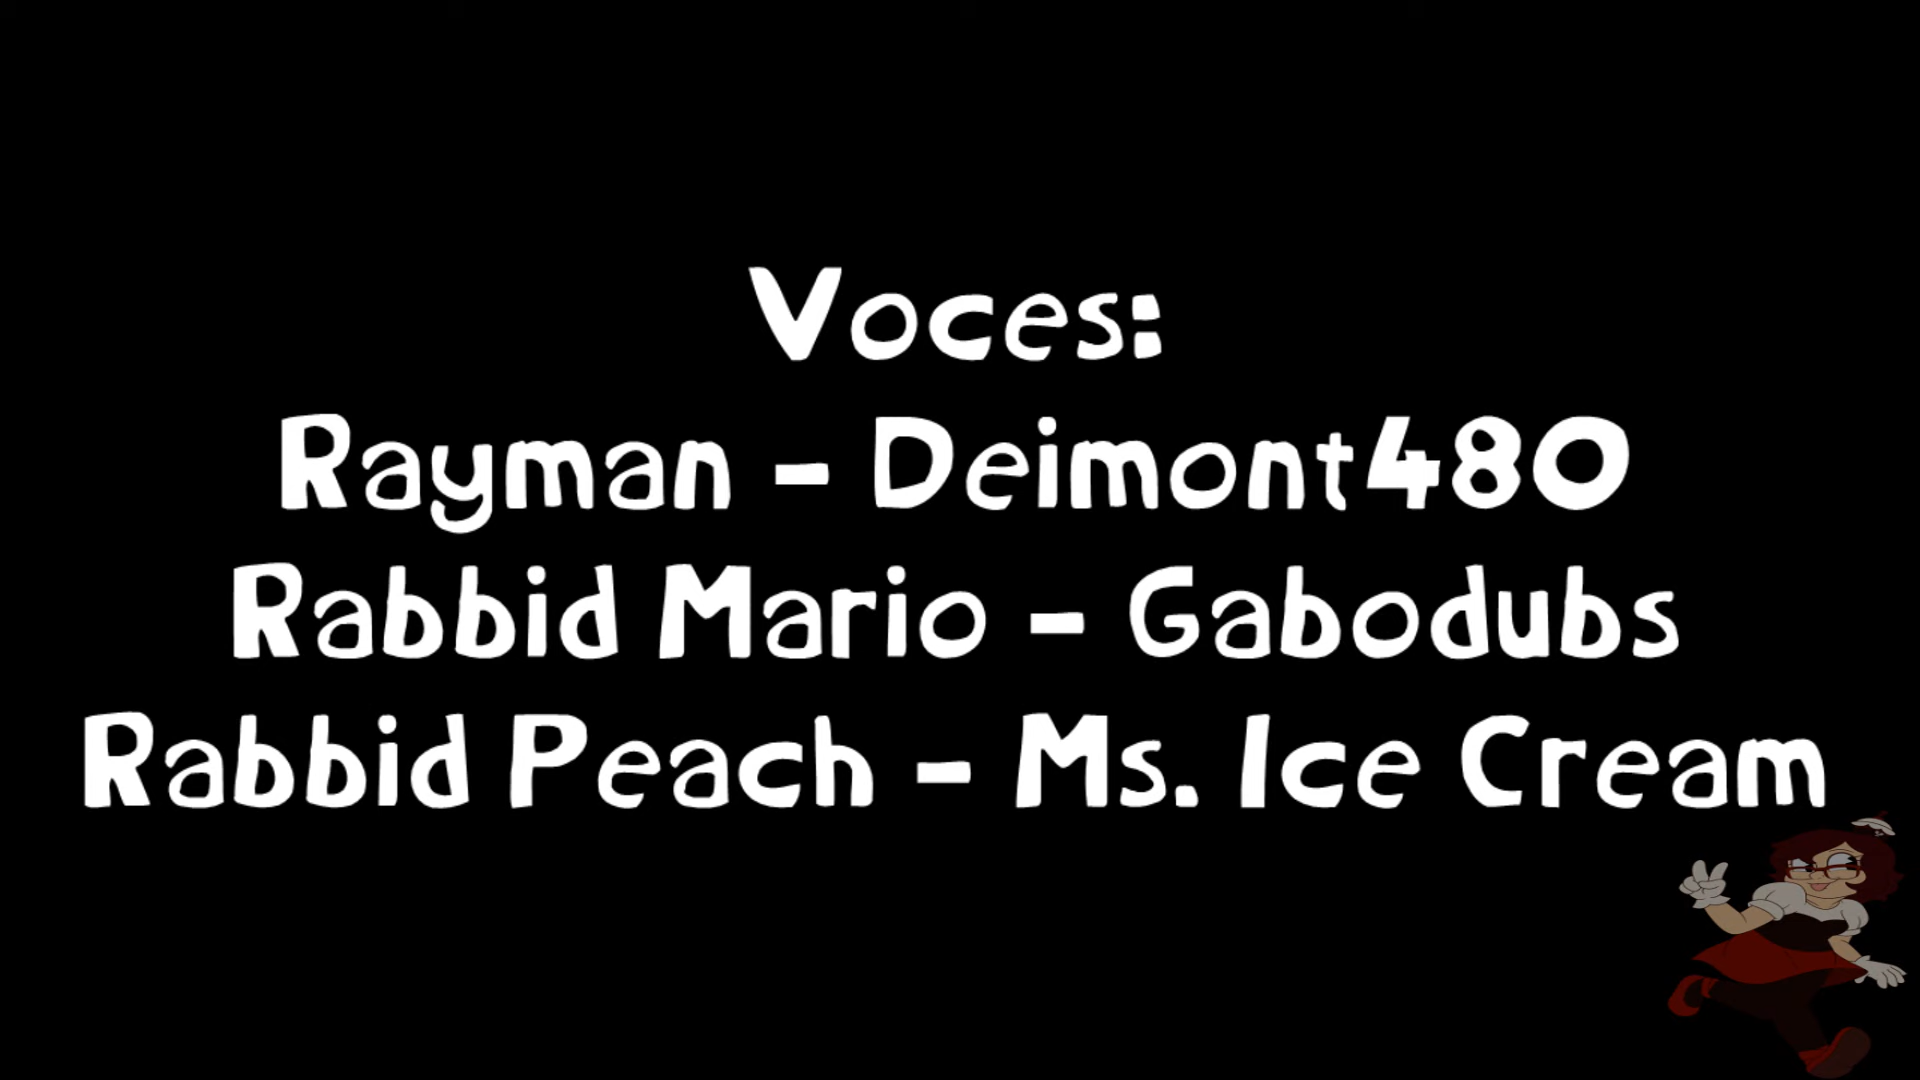 Voces:
Rayman - Deimont480
Rabbid Mario - Gabodubs
Rabbid Peach - Ms. Ice Cream